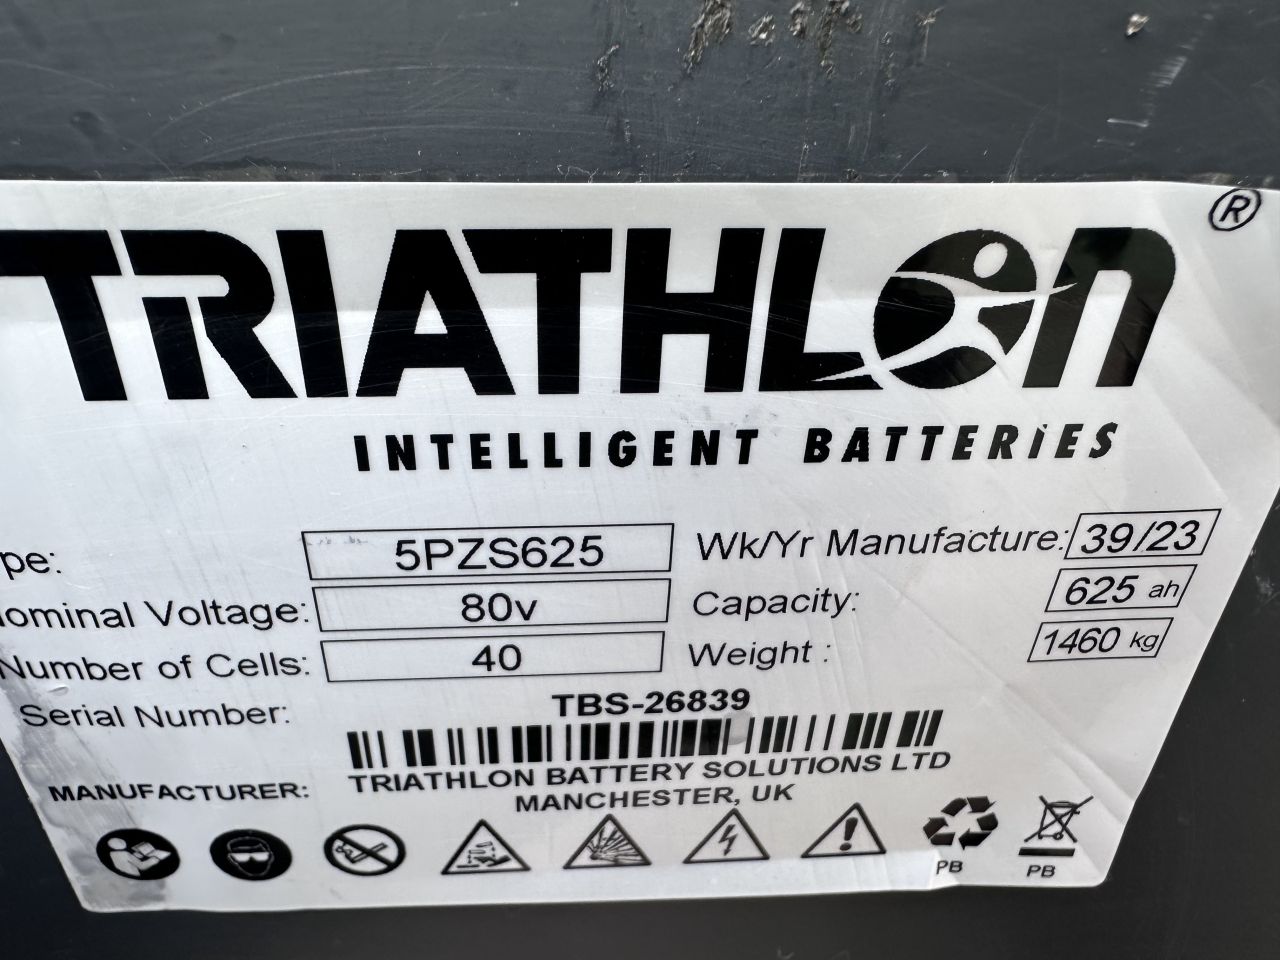 TRIATHLON ®
INTELLIGENT BATTERIES
pe: 5PZS625 Wk/Yr Manufacture: 39/23
Nominal Voltage: 80v Capacity: 625 ah
Number of Cells: 40 Weight : 1460 kg
Serial Number: TBS-26839
MANUFACTURER: TRIATHLON BATTERY SOLUTIONS LTD
MANCHESTER, UK
PB PB